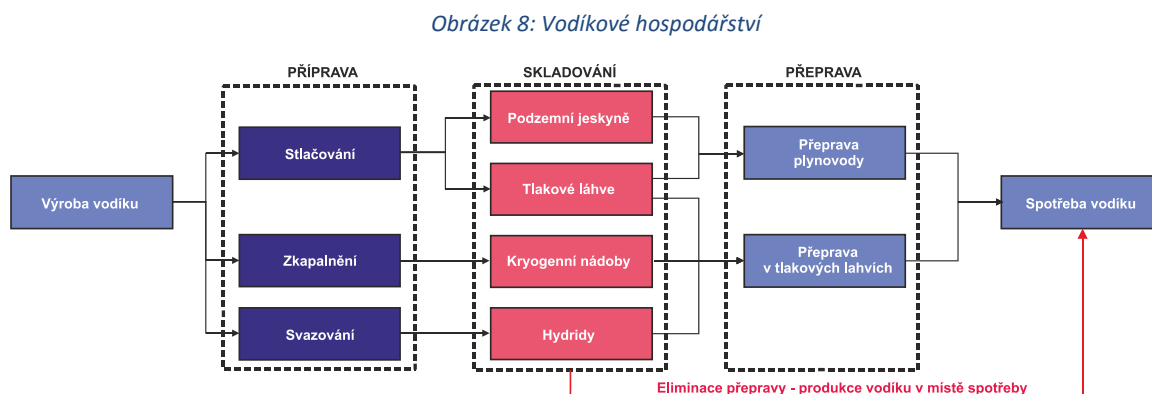 Obrázek 8: Vodíkové hospodářství
PŘÍPRAVA
SKLADOVÁNÍ
PŘEPRAVA
Výroba vodíku
Stlačování
Zkapalnění
Svazování
Podzemní jeskyně
Tlakové láhve
Kryogenní nádoby
Hydridy
Přeprava
plynovody
Přeprava
v tlakových lahvích
Spotřeba vodíku
Eliminace přepravy - produkce vodíku v místě spotřeby